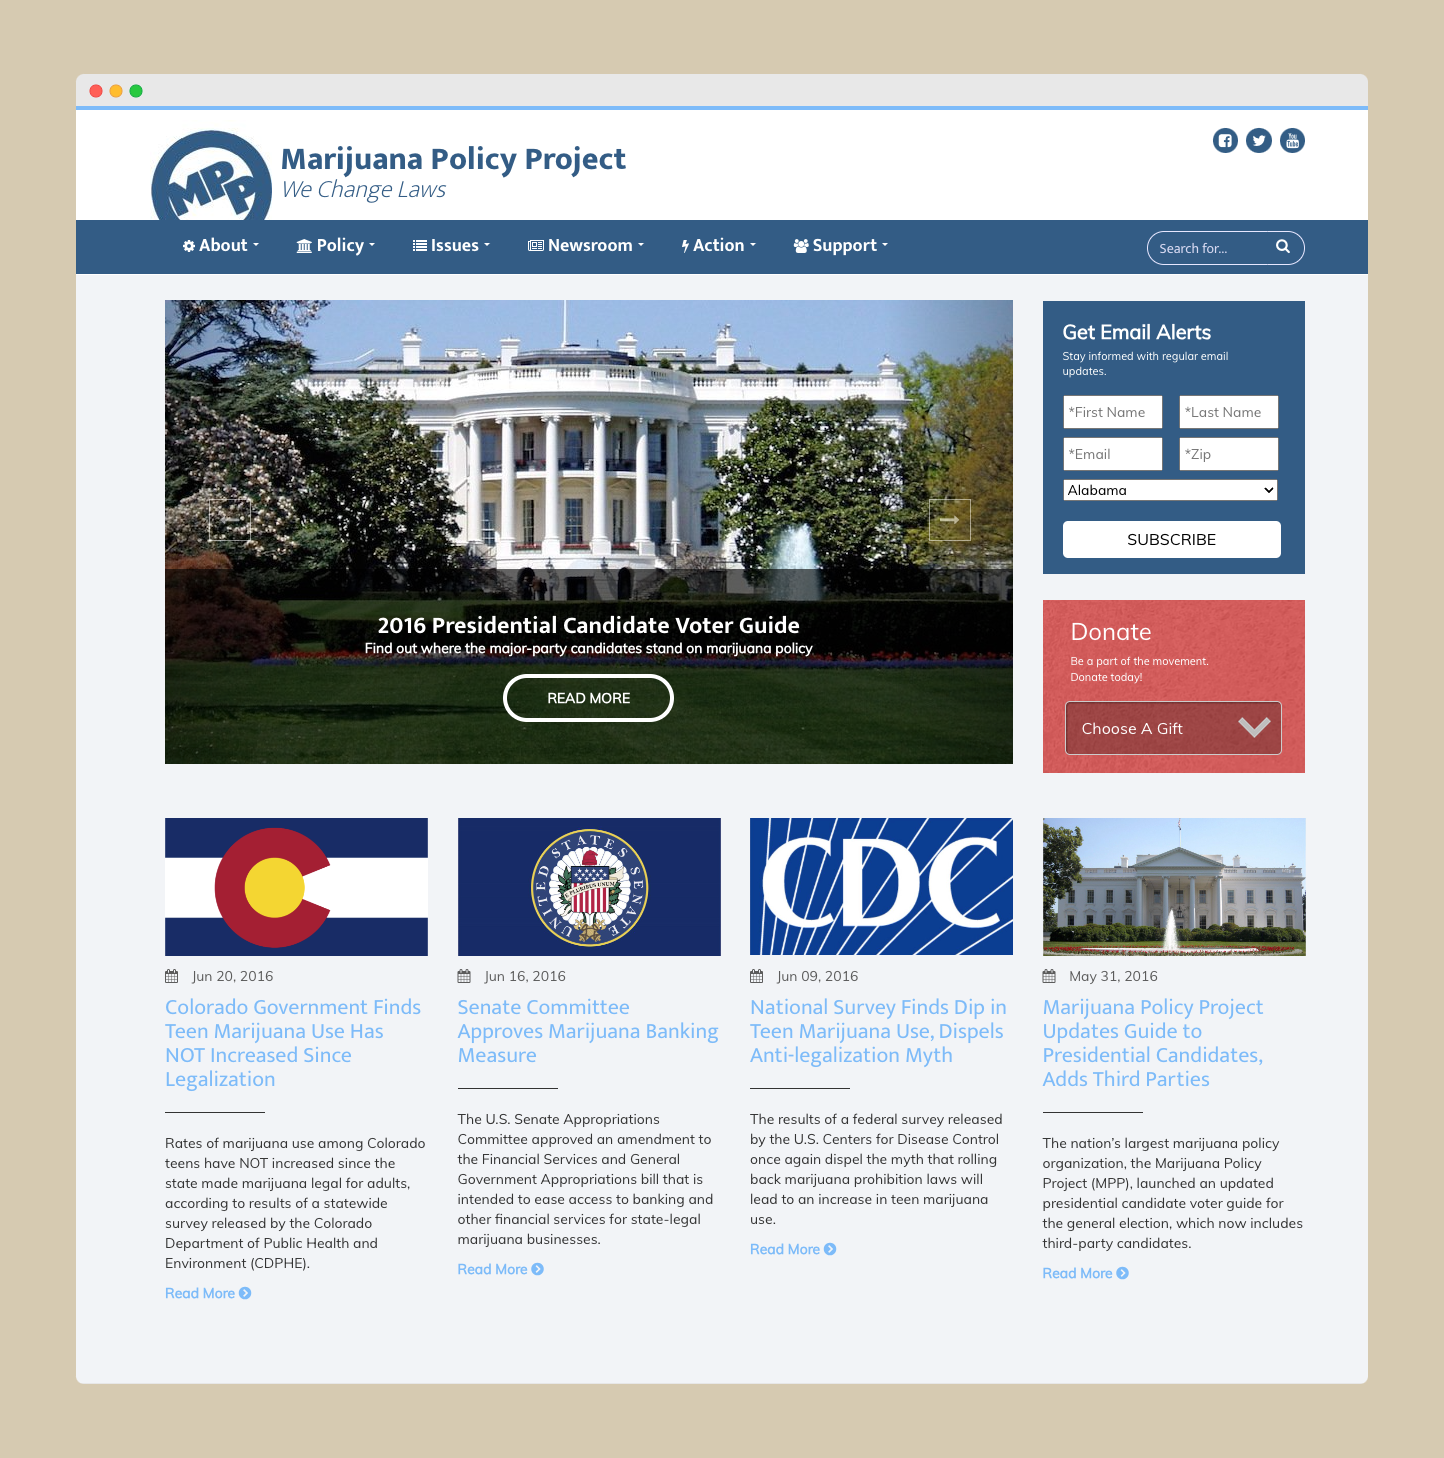 MPP
Marijuana Policy Project
We Change Laws
You
Tube
About
Policy
Issues
Newsroom
Action
Support
Search for...
2016 Presidential Candidate Voter Guide
Find out where the major-party candidates stand on marijuana policy
READ MORE
Get Email Alerts
Stay informed with regular email
updates.
*First Name
*Last Name
*Email
*Zip
Alabama
SUBSCRIBE
Donate
Be a part of the movement.
Donate today!
Choose A Gift
UNITED STATES SENATE
E PLURIBUS UNUM
CDC
Jun 20, 2016
Colorado Government Finds
Teen Marijuana Use Has
NOT Increased Since
Legalization
Rates of marijuana use among Colorado
teens have NOT increased since the
state made marijuana legal for adults,
according to results of a statewide
survey released by the Colorado
Department of Public Health and
Environment (CDPHE).
Read More
Jun 16, 2016
Senate Committee
Approves Marijuana Banking
Measure
The U.S. Senate Appropriations
Committee approved an amendment to
the Financial Services and General
Government Appropriations bill that is
intended to ease access to banking and
other financial services for state-legal
marijuana businesses.
Read More
Jun 09, 2016
National Survey Finds Dip in
Teen Marijuana Use, Dispels
Anti-legalization Myth
The results of a federal survey released
by the U.S. Centers for Disease Control
once again dispel the myth that rolling
back marijuana prohibition laws will
lead to an increase in teen marijuana
use.
Read More
May 31, 2016
Marijuana Policy Project
Updates Guide to
Presidential Candidates,
Adds Third Parties
The nation's largest marijuana policy
organization, the Marijuana Policy
Project (MPP), launched an updated
presidential candidate voter guide for
the general election, which now includes
third-party candidates.
Read More